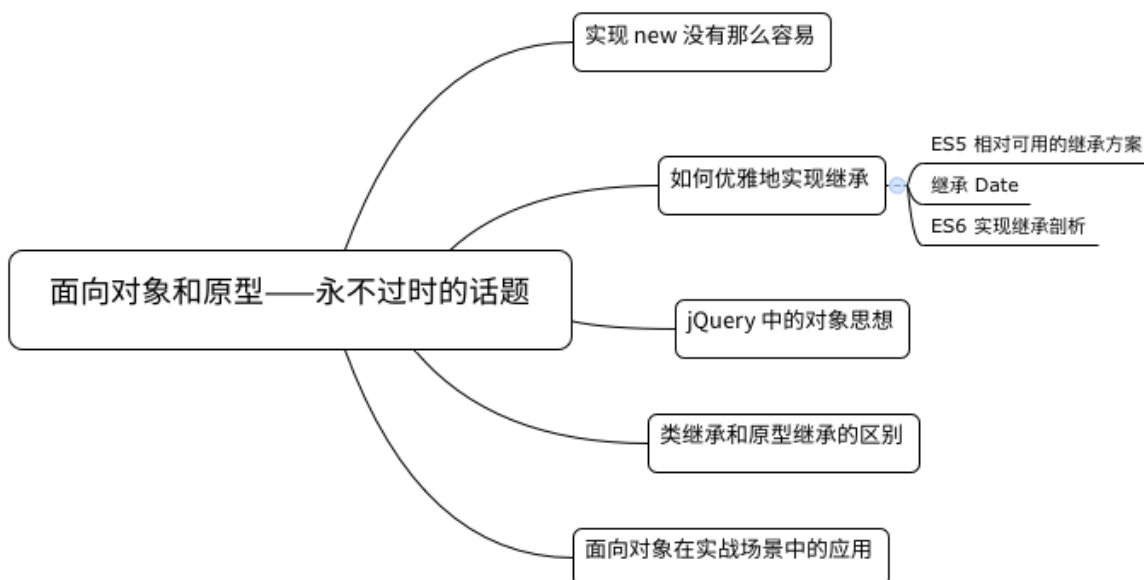 实现 new 没有那么容易
ES5 相对可用的继承方案
如何优雅地实现继承
继承 Date
ES6 实现继承剖析
面向对象和原型——永不过时的话题
jQuery 中的对象思想
类继承和原型继承的区别
面向对象在实战场景中的应用